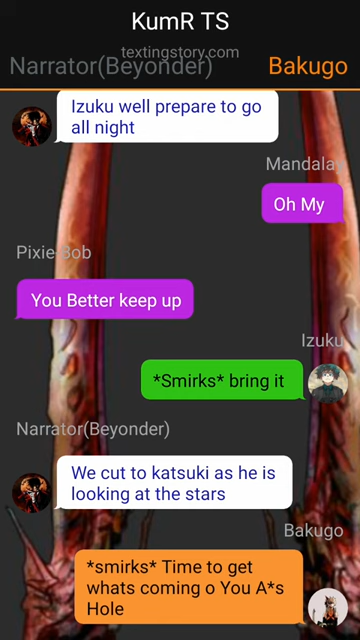 KumR TS
textingstory.com
Narrator(Beyonder) Bakugo
Izuku well prepare to go
all night
Mandalay
Oh My
Pixie Bob
You Better keep up
Izuku
*Smirks* bring it
Narrator(Beyonder)
We cut to katsuki as he is
looking at the stars
Bakugo
*smirks* Time to get
whats coming o You A*s
Hole